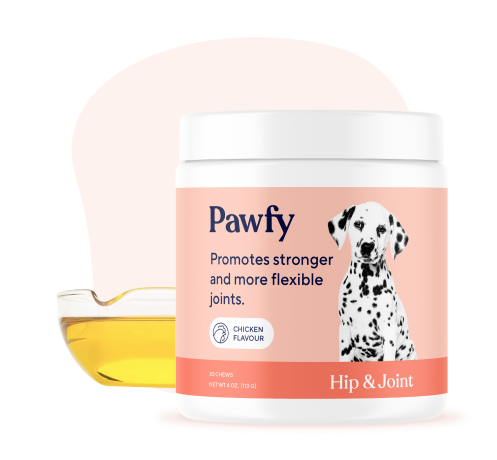 Pawfy
Promotes stronger
and more flexible
joints.
CHICKEN
FLAVOUR
30 CHEWS
NET WT 4 OZ. (113 G)
Hip & Joint